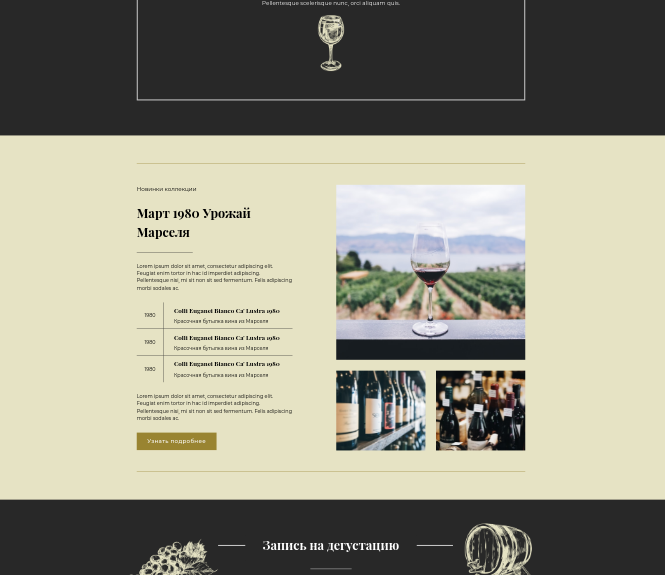 Pellentesque scelerisque nunc, orci aliquam quis.
Новинки коллекции
Март 1980 Урожай
Марселя
Lorem ipsum dolor sit amet, consectetur adipiscing elit.
Feugiat enim tortor in hac id imperdiet adipiscing.
Pellentesque nisi, mi sit non sit sed fermentum. Felis adipiscing
morbi sodales ac.
1980
Colli Euganei Bianco Ca' Lustra 1980
Красочная бутылка вина из Марселя
1980
Colli Euganei Bianco Ca' Lustra 1980
Красочная бутылка вина из Марселя
1980
Colli Euganei Bianco Ca' Lustra 1980
Красочная бутылка вина из Марселя
Lorem ipsum dolor sit amet, consectetur adipiscing elit.
Feugiat enim tortor in hac id imperdiet adipiscing.
Pellentesque nisi, mi sit non sit sed fermentum. Felis adipiscing
morbi sodales ac.
Узнать подробнее
Запись на дегустацию